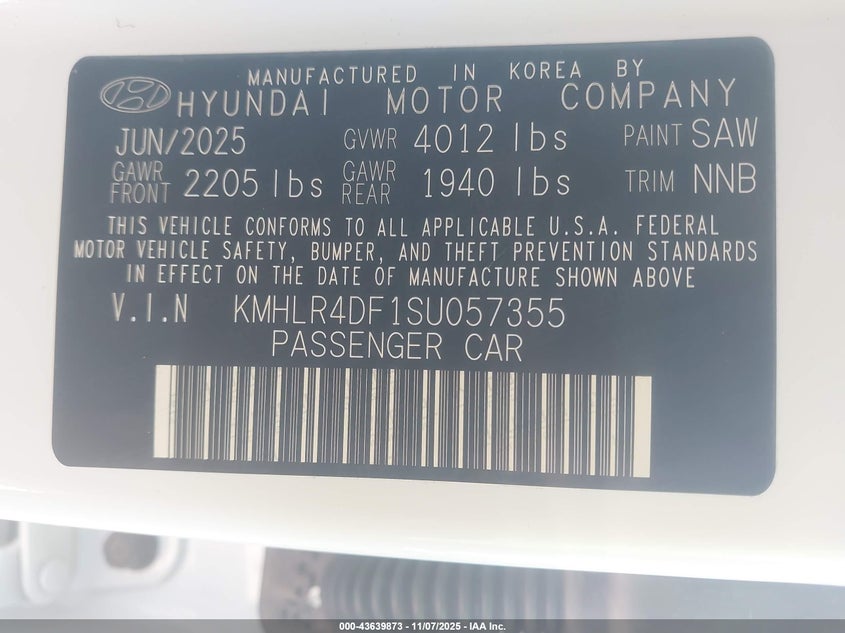 MANUFACTURED IN KOREA BY
HYUNDAI MOTOR COMPANY
JUN/2025 GVWR 4012 lbs PAINT SAW
GAWR FRONT 2205 lbs GAWR REAR 1940 lbs TRIM NNB
THIS VEHICLE CONFORMS TO ALL APPLICABLE U.S.A. FEDERAL
MOTOR VEHICLE SAFETY, BUMPER, AND THEFT PREVENTION STANDARDS
IN EFFECT ON THE DATE OF MANUFACTURE SHOWN ABOVE
V.I.N KMHLR4DF1SU057355
PASSENGER CAR
000-43639873 — 11/07/2025 — IAA Inc.